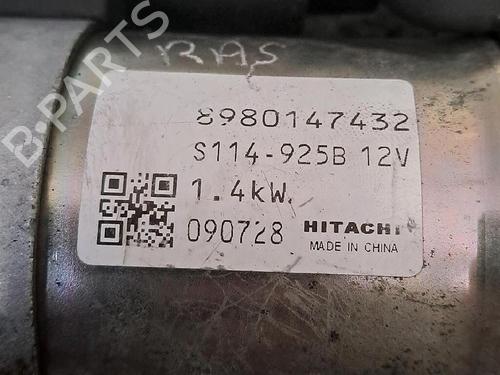 B-PARTS
RAS
8980147432
S114-925B 12V
1.4kW.
090728 HITACHI
MADE IN CHINA